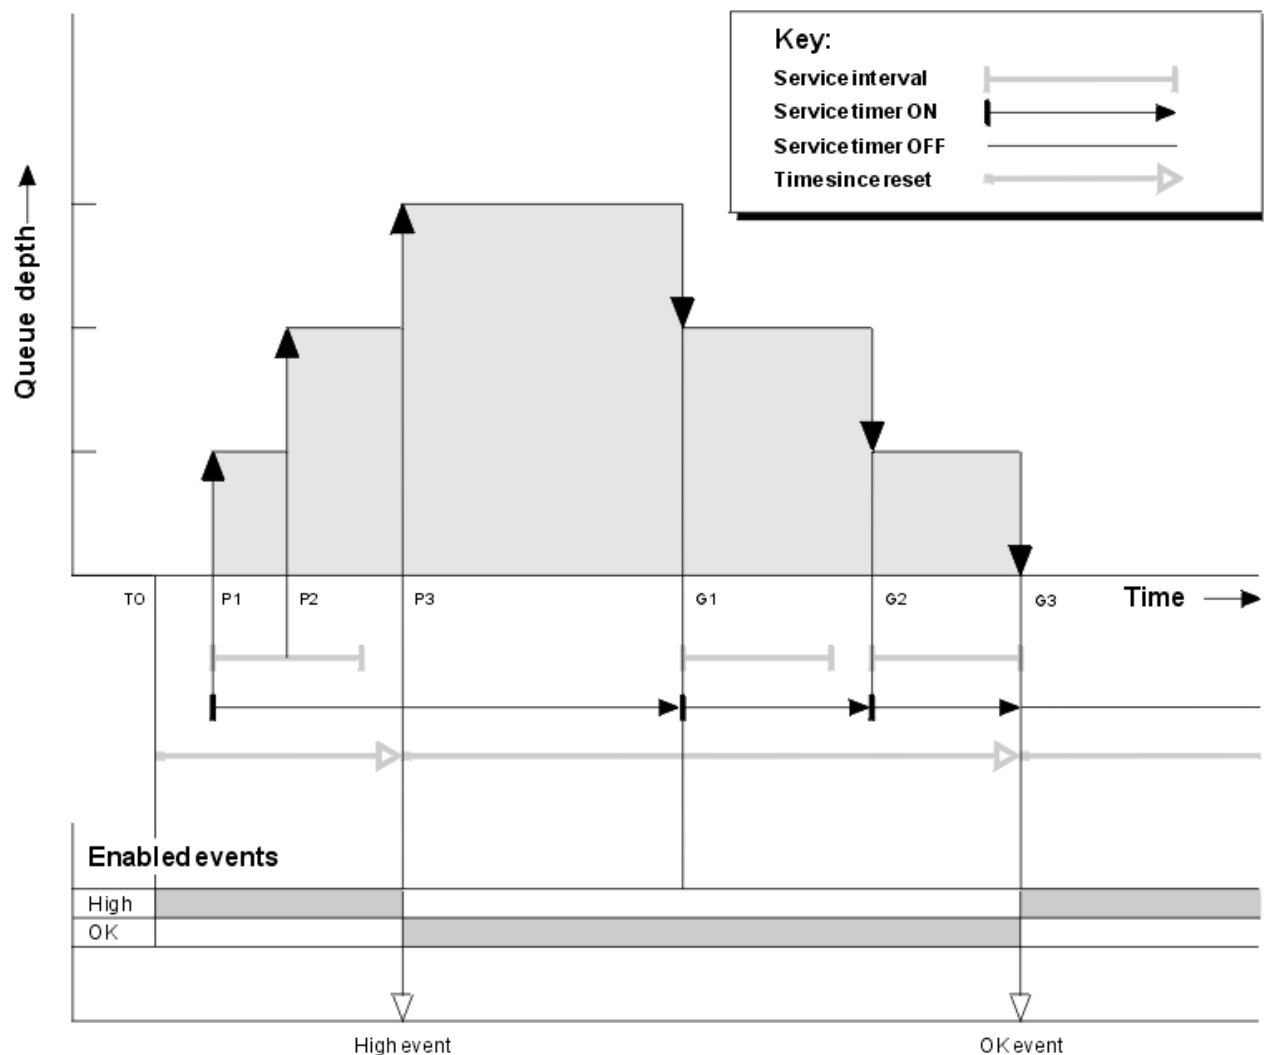 Key:
Service interval
Service timer ON
Service timer OFF
Time since reset
Queue depth
T0
P1
P2
P3
G1
G2
G3
Time
Enabled events
High
OK
High event
OK event